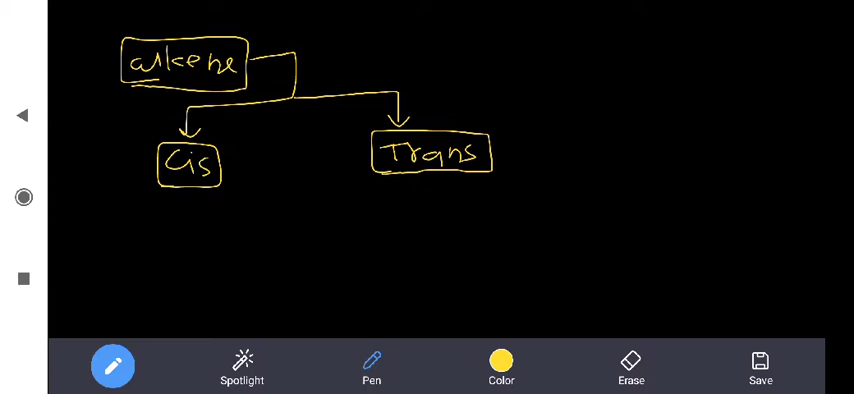 alkene
Cis
Trans
Spotlight
Pen
Color
Erase
Save